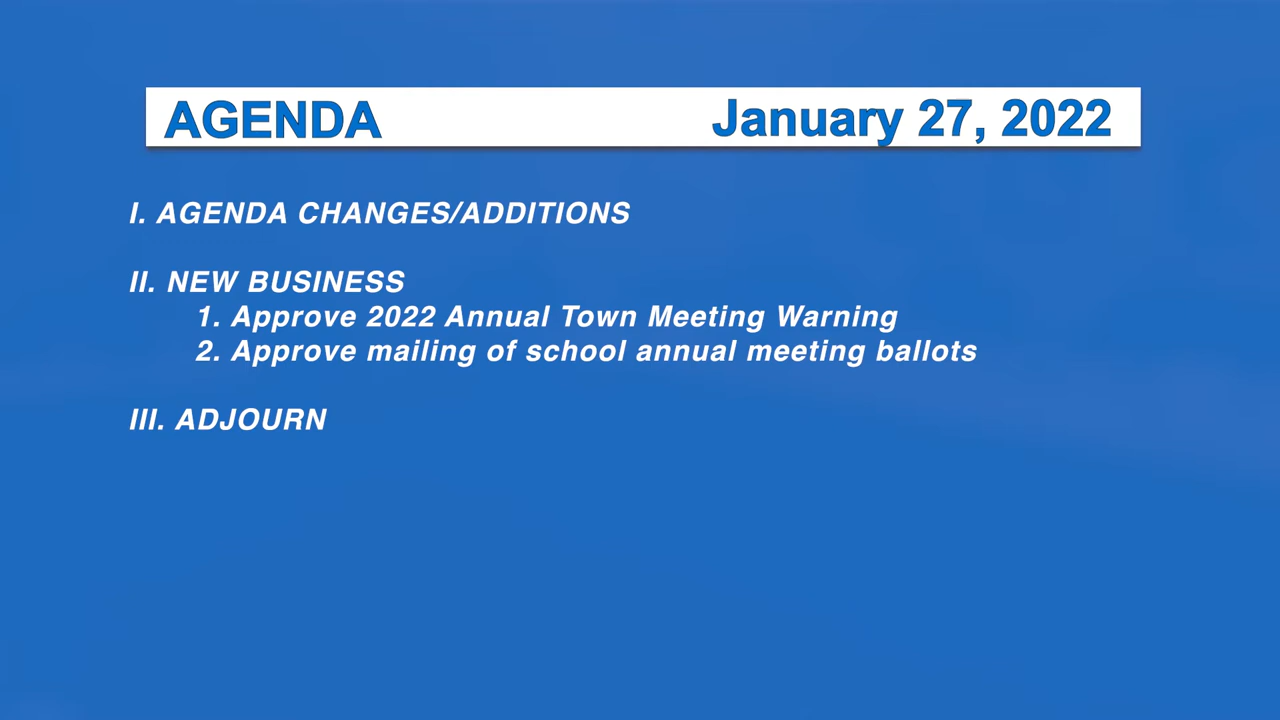 AGENDA January 27, 2022
I. AGENDA CHANGES/ADDITIONS
II. NEW BUSINESS
1. Approve 2022 Annual Town Meeting Warning
2. Approve mailing of school annual meeting ballots
III. ADJOURN